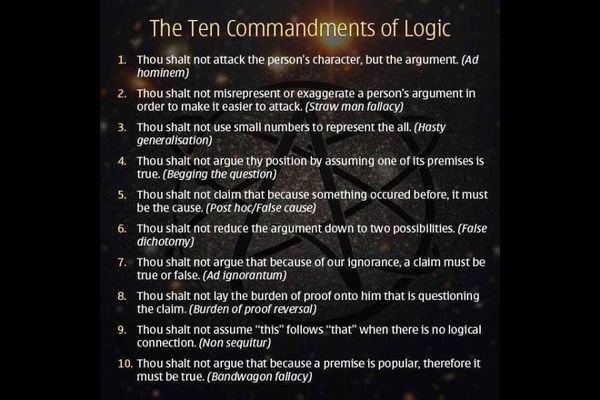 The Ten Commandments of Logic
1. Thou shalt not attack the person's character, but the argument. (Ad
hominem)
2. Thou shalt not misrepresent or exaggerate a person's argument in
order to make it easier to attack. (Straw man fallacy)
3. Thou shalt not use small numbers to represent the all. (Hasty
generalisation)
4. Thou shalt not argue thy position by assuming one of its premises is
true. (Begging the question)
5. Thou shalt not claim that because something occured before, it must
be the cause. (Post hoc/False cause)
6. Thou shalt not reduce the argument down to two possibilities. (False
dichotomy)
7. Thou shalt not argue that because of our ignorance, a claim must be
true or false. (Ad ignorantum)
8. Thou shalt not lay the burden of proof onto him that is questioning
the claim. (Burden of proof reversal)
9. Thou shalt not assume “this” follows “that” when there is no logical
connection. (Non sequitur)
10. Thou shalt not argue that because a premise is popular, therefore it
must be true. (Bandwagon fallacy)